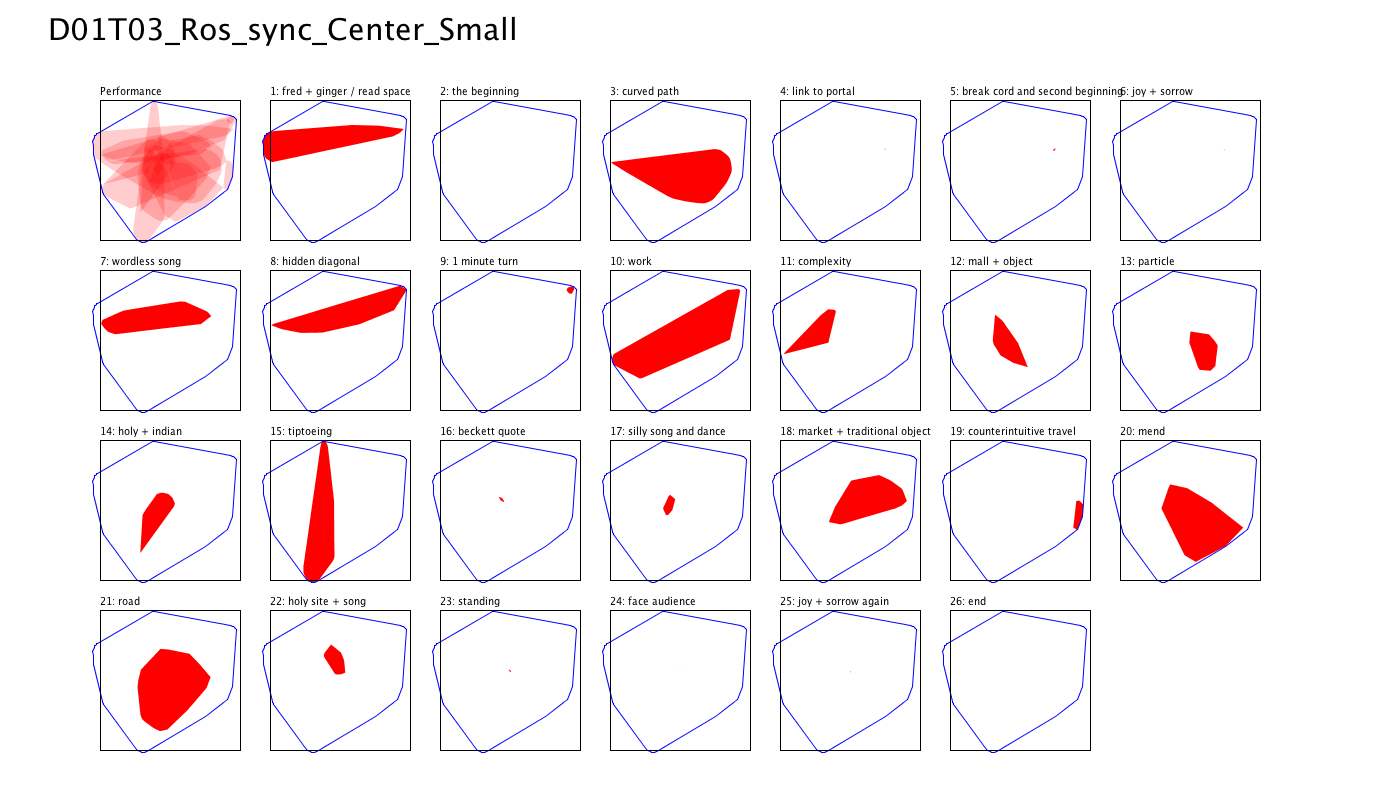 D01T03_Ros_sync_Center_Small
Performance
1: fred + ginger / read space
2: the beginning
3: curved path
4: link to portal
5: break cord and second beginning
6: joy + sorrow
7: wordless song
8: hidden diagonal
9: 1 minute turn
10: work
11: complexity
12: mall + object
13: particle
14: holy + indian
15: tiptoeing
16: beckett quote
17: silly song and dance
18: market + traditional object
19: counterintuitive travel
20: mend
21: road
22: holy site + song
23: standing
24: face audience
25: joy + sorrow again
26: end